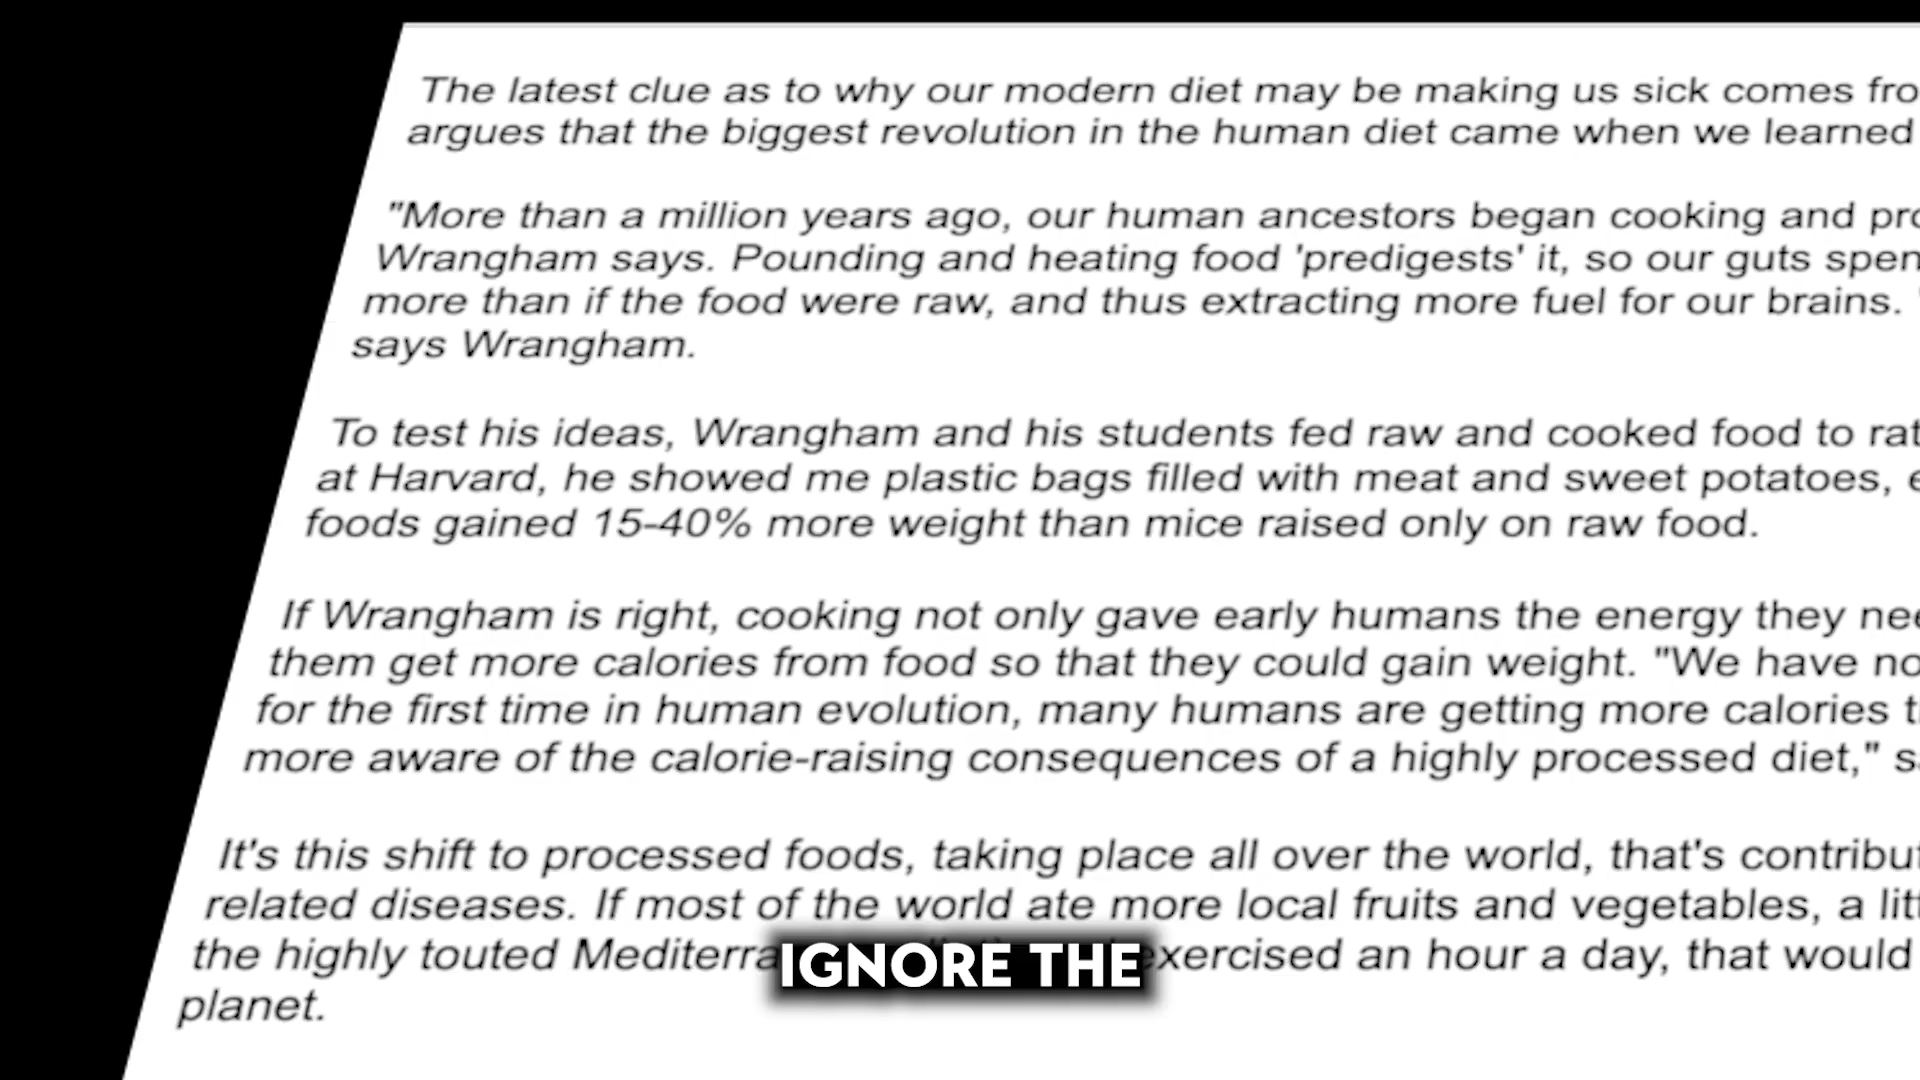 The latest clue as to why our modern diet may be making us sick comes fro
argues that the biggest revolution in the human diet came when we learned
"More than a million years ago, our human ancestors began cooking and pro
Wrangham says. Pounding and heating food 'predigests' it, so our guts spen
more than if the food were raw, and thus extracting more fuel for our brains.
says Wrangham.
To test his ideas, Wrangham and his students fed raw and cooked food to rat
at Harvard, he showed me plastic bags filled with meat and sweet potatoes, e
foods gained 15-40% more weight than mice raised only on raw food.
If Wrangham is right, cooking not only gave early humans the energy they nee
them get more calories from food so that they could gain weight. "We have no
for the first time in human evolution, many humans are getting more calories t
more aware of the calorie-raising consequences of a highly processed diet," s
It's this shift to processed foods, taking place all over the world, that's contribut
related diseases. If most of the world ate more local fruits and vegetables, a litt
the highly touted Mediterra exercised an hour a day, that would
IGNORE THE
planet.